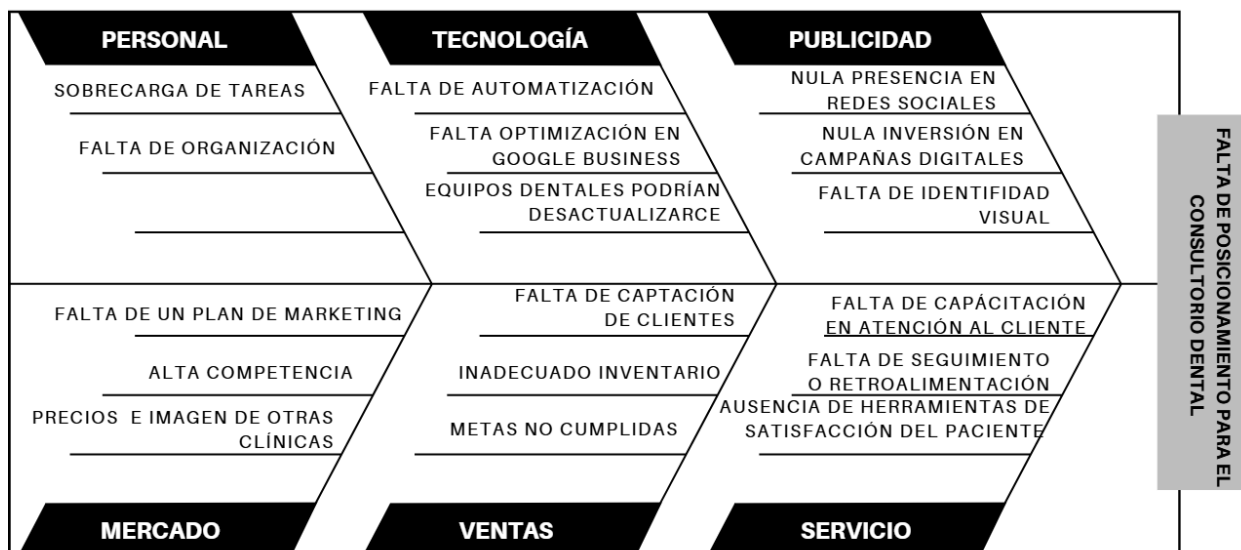 PERSONAL
SOBRECARGA DE TAREAS
FALTA DE ORGANIZACIÓN
TECNOLOGÍA
FALTA DE AUTOMATIZACIÓN
FALTA OPTIMIZACIÓN EN
GOOGLE BUSINESS
EQUIPOS DENTALES PODRÍAN
DESACTUALIZARCE
PUBLICIDAD
NULA PRESENCIA EN
REDES SOCIALES
NULA INVERSIÓN EN
CAMPAÑAS DIGITALES
FALTA DE IDENTIFIDAD
VISUAL
FALTA DE UN PLAN DE MARKETING
ALTA COMPETENCIA
PRECIOS E IMAGEN DE OTRAS
CLÍNICAS
MERCADO
FALTA DE CAPTACIÓN
DE CLIENTES
INADECUADO INVENTARIO
METAS NO CUMPLIDAS
VENTAS
FALTA DE CAPÁCITACIÓN
EN ATENCIÓN AL CLIENTE
FALTA DE SEGUIMIENTO
O RETROALIMENTACIÓN
AUSENCIA DE HERRAMIENTAS DE
SATISFACCIÓN DEL PACIENTE
SERVICIO
FALTA DE POSICIONAMIENTO PARA EL
CONSULTORIO DENTAL